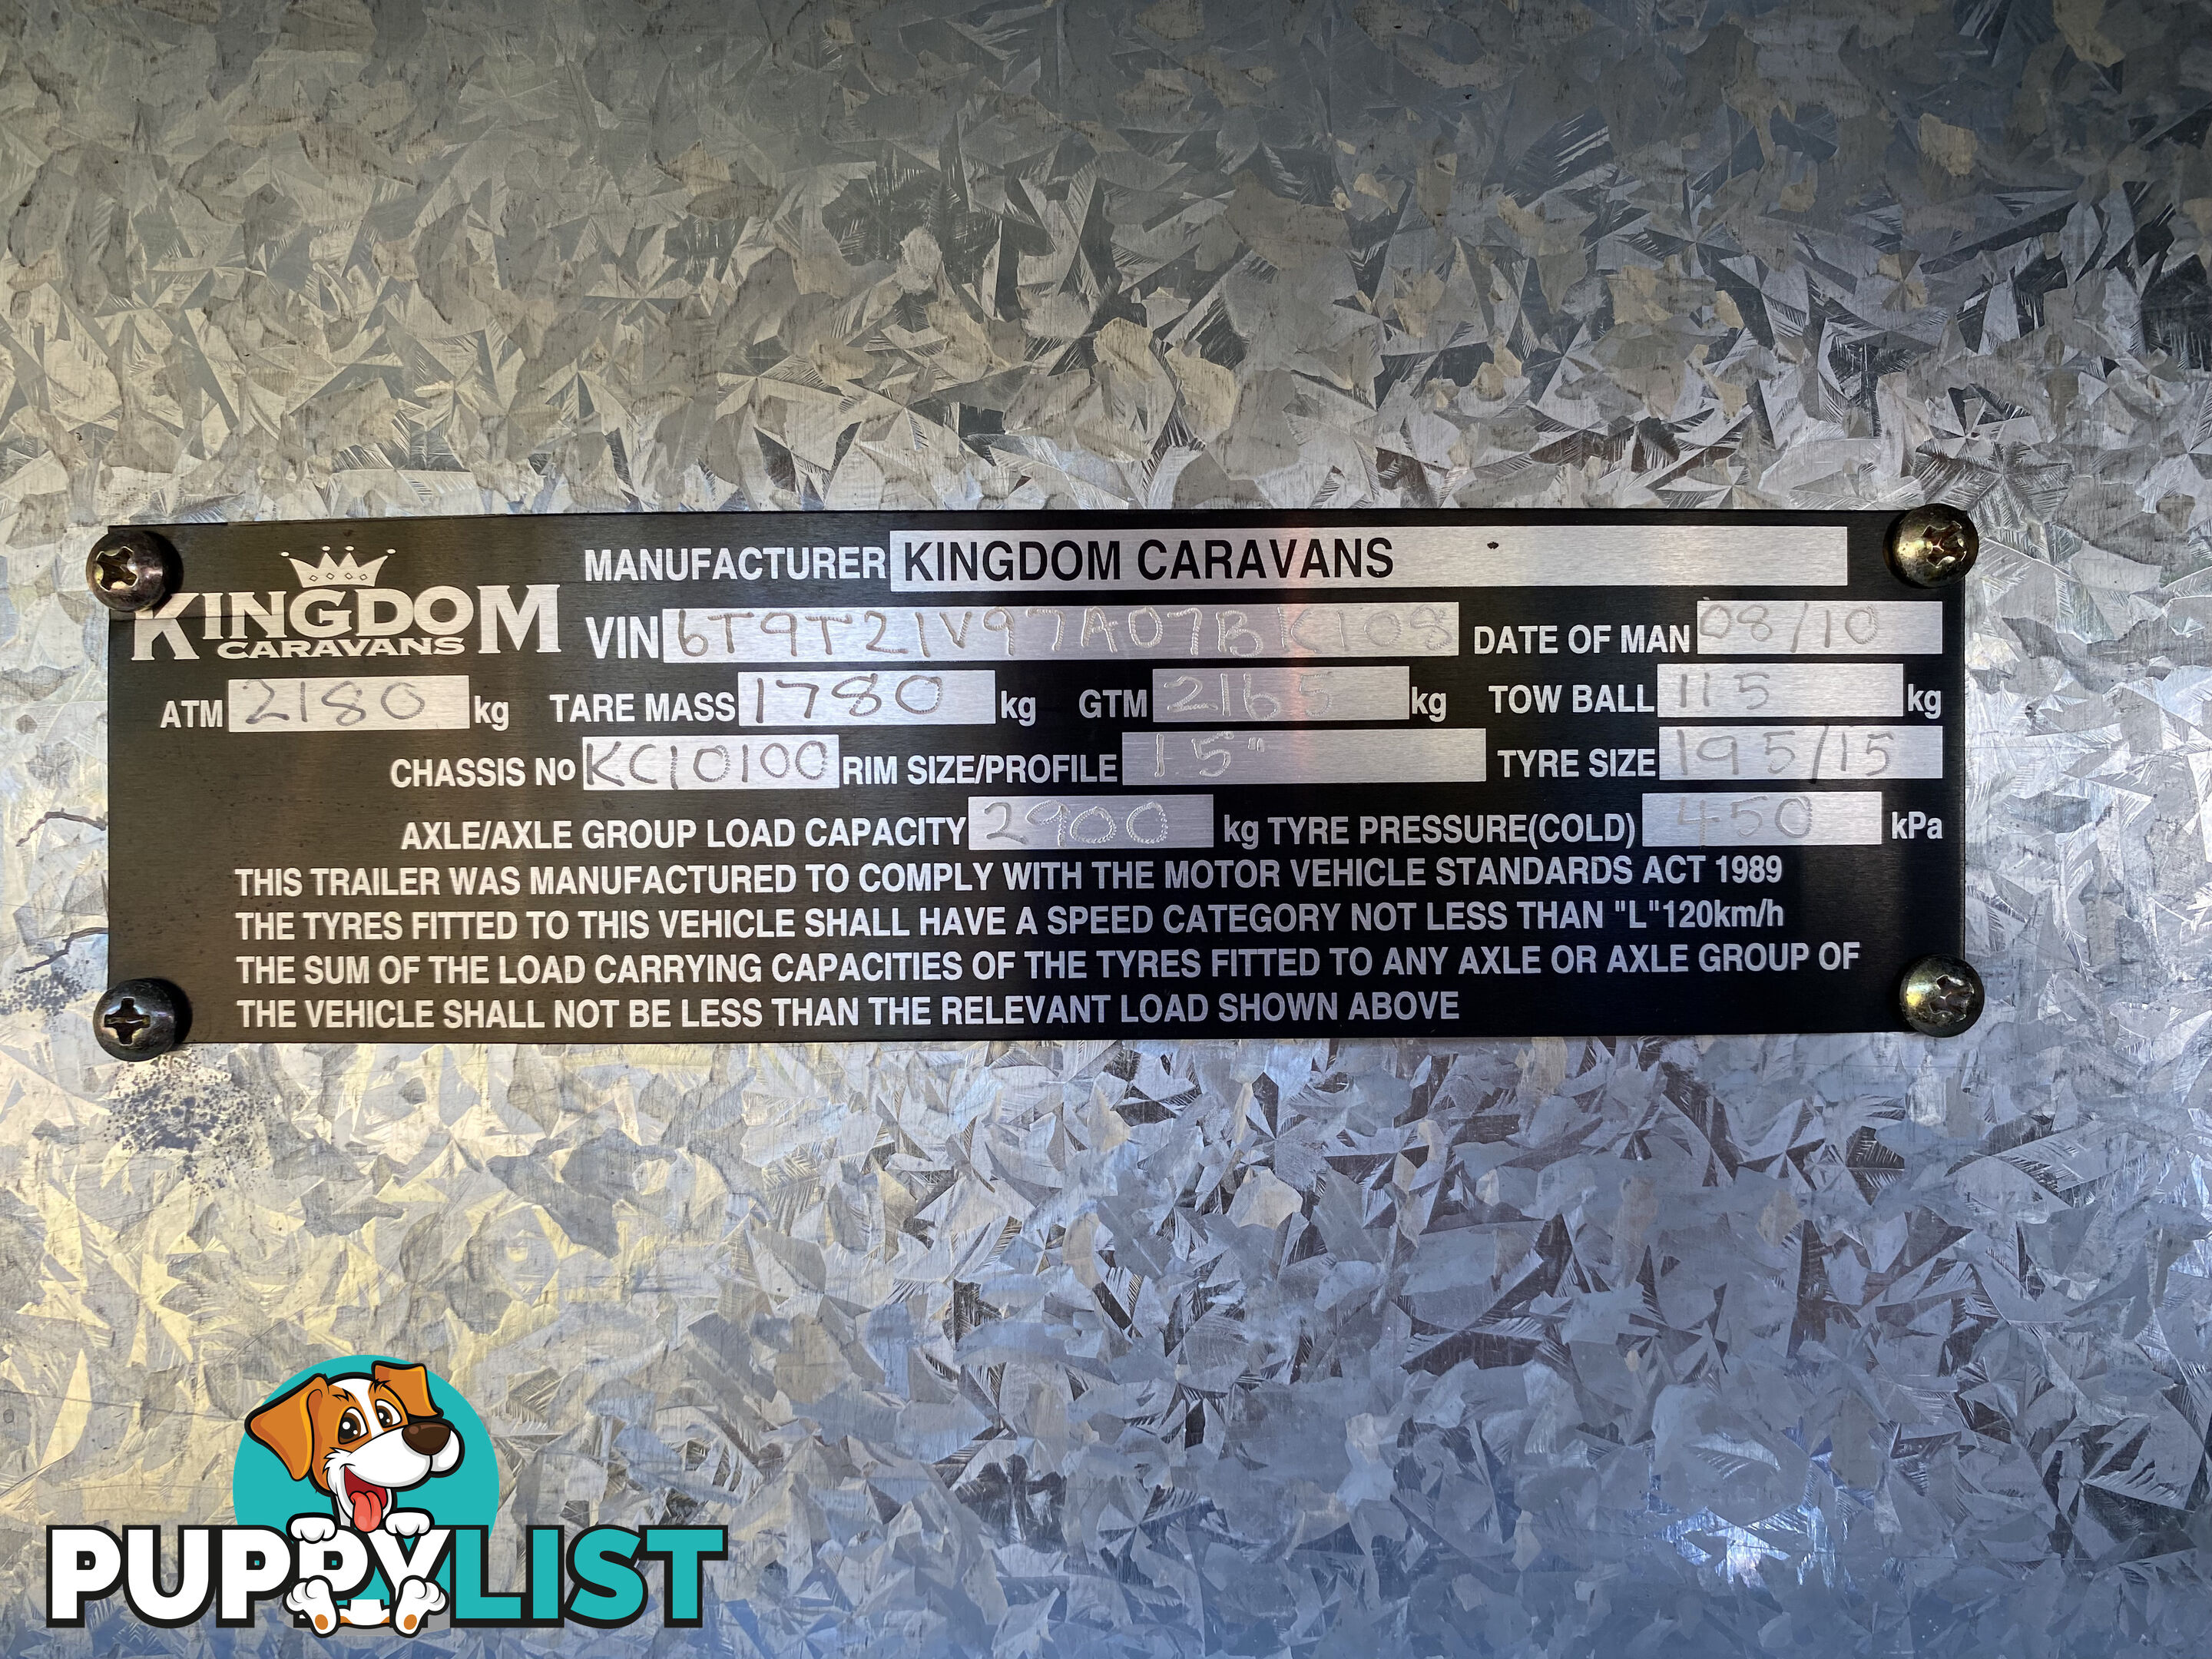 KINGDOM
CARAVANS
MANUFACTURER KINGDOM CARAVANS
VIN 6T9T21V97A07BK108 DATE OF MAN 08/10
ATM 2180 kg TARE MASS 1780 kg GTM 2165 kg TOW BALL 115 kg
CHASSIS No KC10100 RIM SIZE/PROFILE 15" TYRE SIZE 195/15
AXLE/AXLE GROUP LOAD CAPACITY 2900 kg TYRE PRESSURE(COLD) 450 kPa
THIS TRAILER WAS MANUFACTURED TO COMPLY WITH THE MOTOR VEHICLE STANDARDS ACT 1989
THE TYRES FITTED TO THIS VEHICLE SHALL HAVE A SPEED CATEGORY NOT LESS THAN "L"120km/h
THE SUM OF THE LOAD CARRYING CAPACITIES OF THE TYRES FITTED TO ANY AXLE OR AXLE GROUP OF
THE VEHICLE SHALL NOT BE LESS THAN THE RELEVANT LOAD SHOWN ABOVE
PUPPYLIST